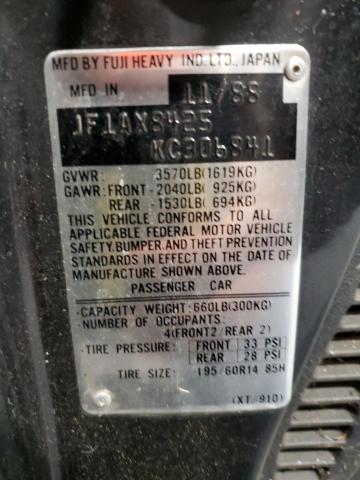 MFD BY FUJI HEAVY IND. LTD., JAPAN
MFD IN 11/88
JF1AX8425
KC306841
GVWR: 3570LB(1619KG)
GAWR: FRONT-2040LB( 925KG)
REAR -1530LB( 694KG)
THIS VEHICLE CONFORMS TO ALL
APPLICABLE FEDERAL MOTOR VEHICLE
SAFETY,BUMPER,AND THEFT PREVENTION
STANDARDS IN EFFECT ON THE DATE OF
MANUFACTURE SHOWN ABOVE.
PASSENGER CAR
·CAPACITY WEIGHT:660LB(300KG)
·NUMBER OF OCCUPANTS:
4(FRONT2/REAR 2)
·TIRE PRESSURE: FRONT 33 PSI
REAR 28 PSI
·TIRE SIZE: 195/60R14 85H
(XT/910)